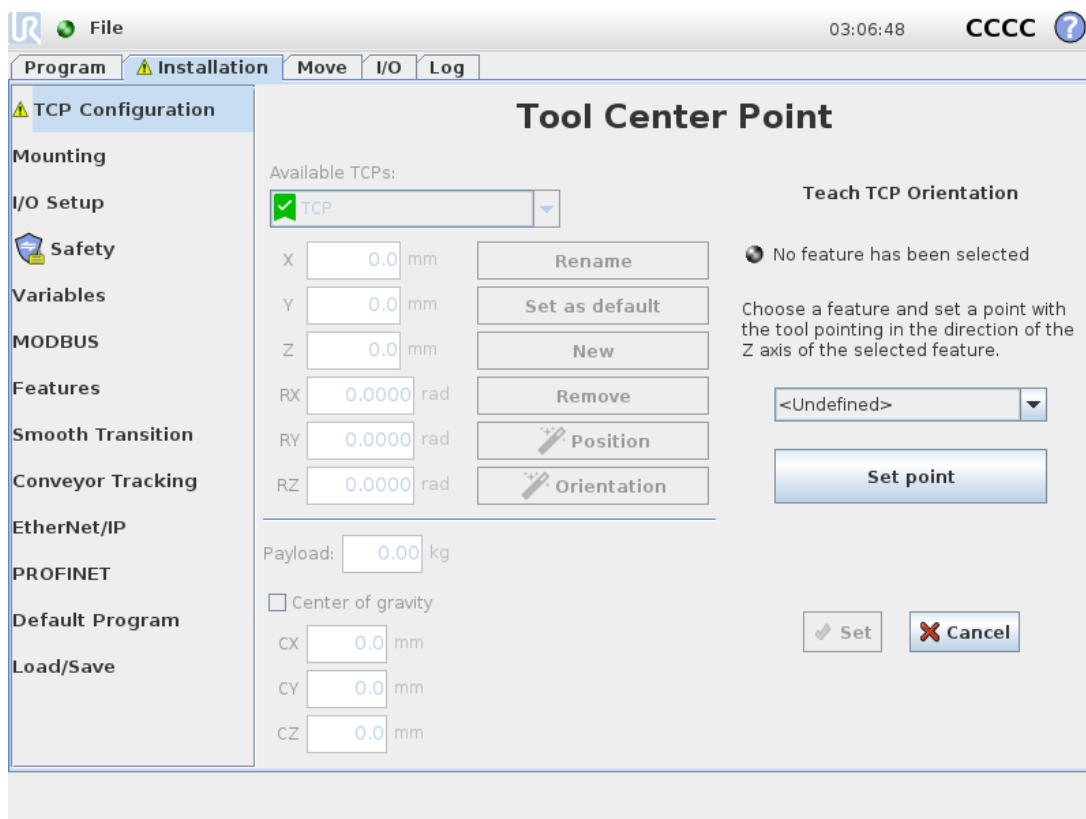 UR File 03:06:48 CCCC ?
Program Installation Move I/O Log
TCP Configuration
Mounting
I/O Setup
Safety
Variables
MODBUS
Features
Smooth Transition
Conveyor Tracking
EtherNet/IP
PROFINET
Default Program
Load/Save
Tool Center Point
Available TCPs:
TCP
X 0.0 mm Rename
Y 0.0 mm Set as default
Z 0.0 mm New
RX 0.0000 rad Remove
RY 0.0000 rad Position
RZ 0.0000 rad Orientation
Payload: 0.00 kg
Center of gravity
CX 0.0 mm
CY 0.0 mm
CZ 0.0 mm
Teach TCP Orientation
No feature has been selected
Choose a feature and set a point with
the tool pointing in the direction of the
Z axis of the selected feature.
<Undefined>
Set point
Set Cancel